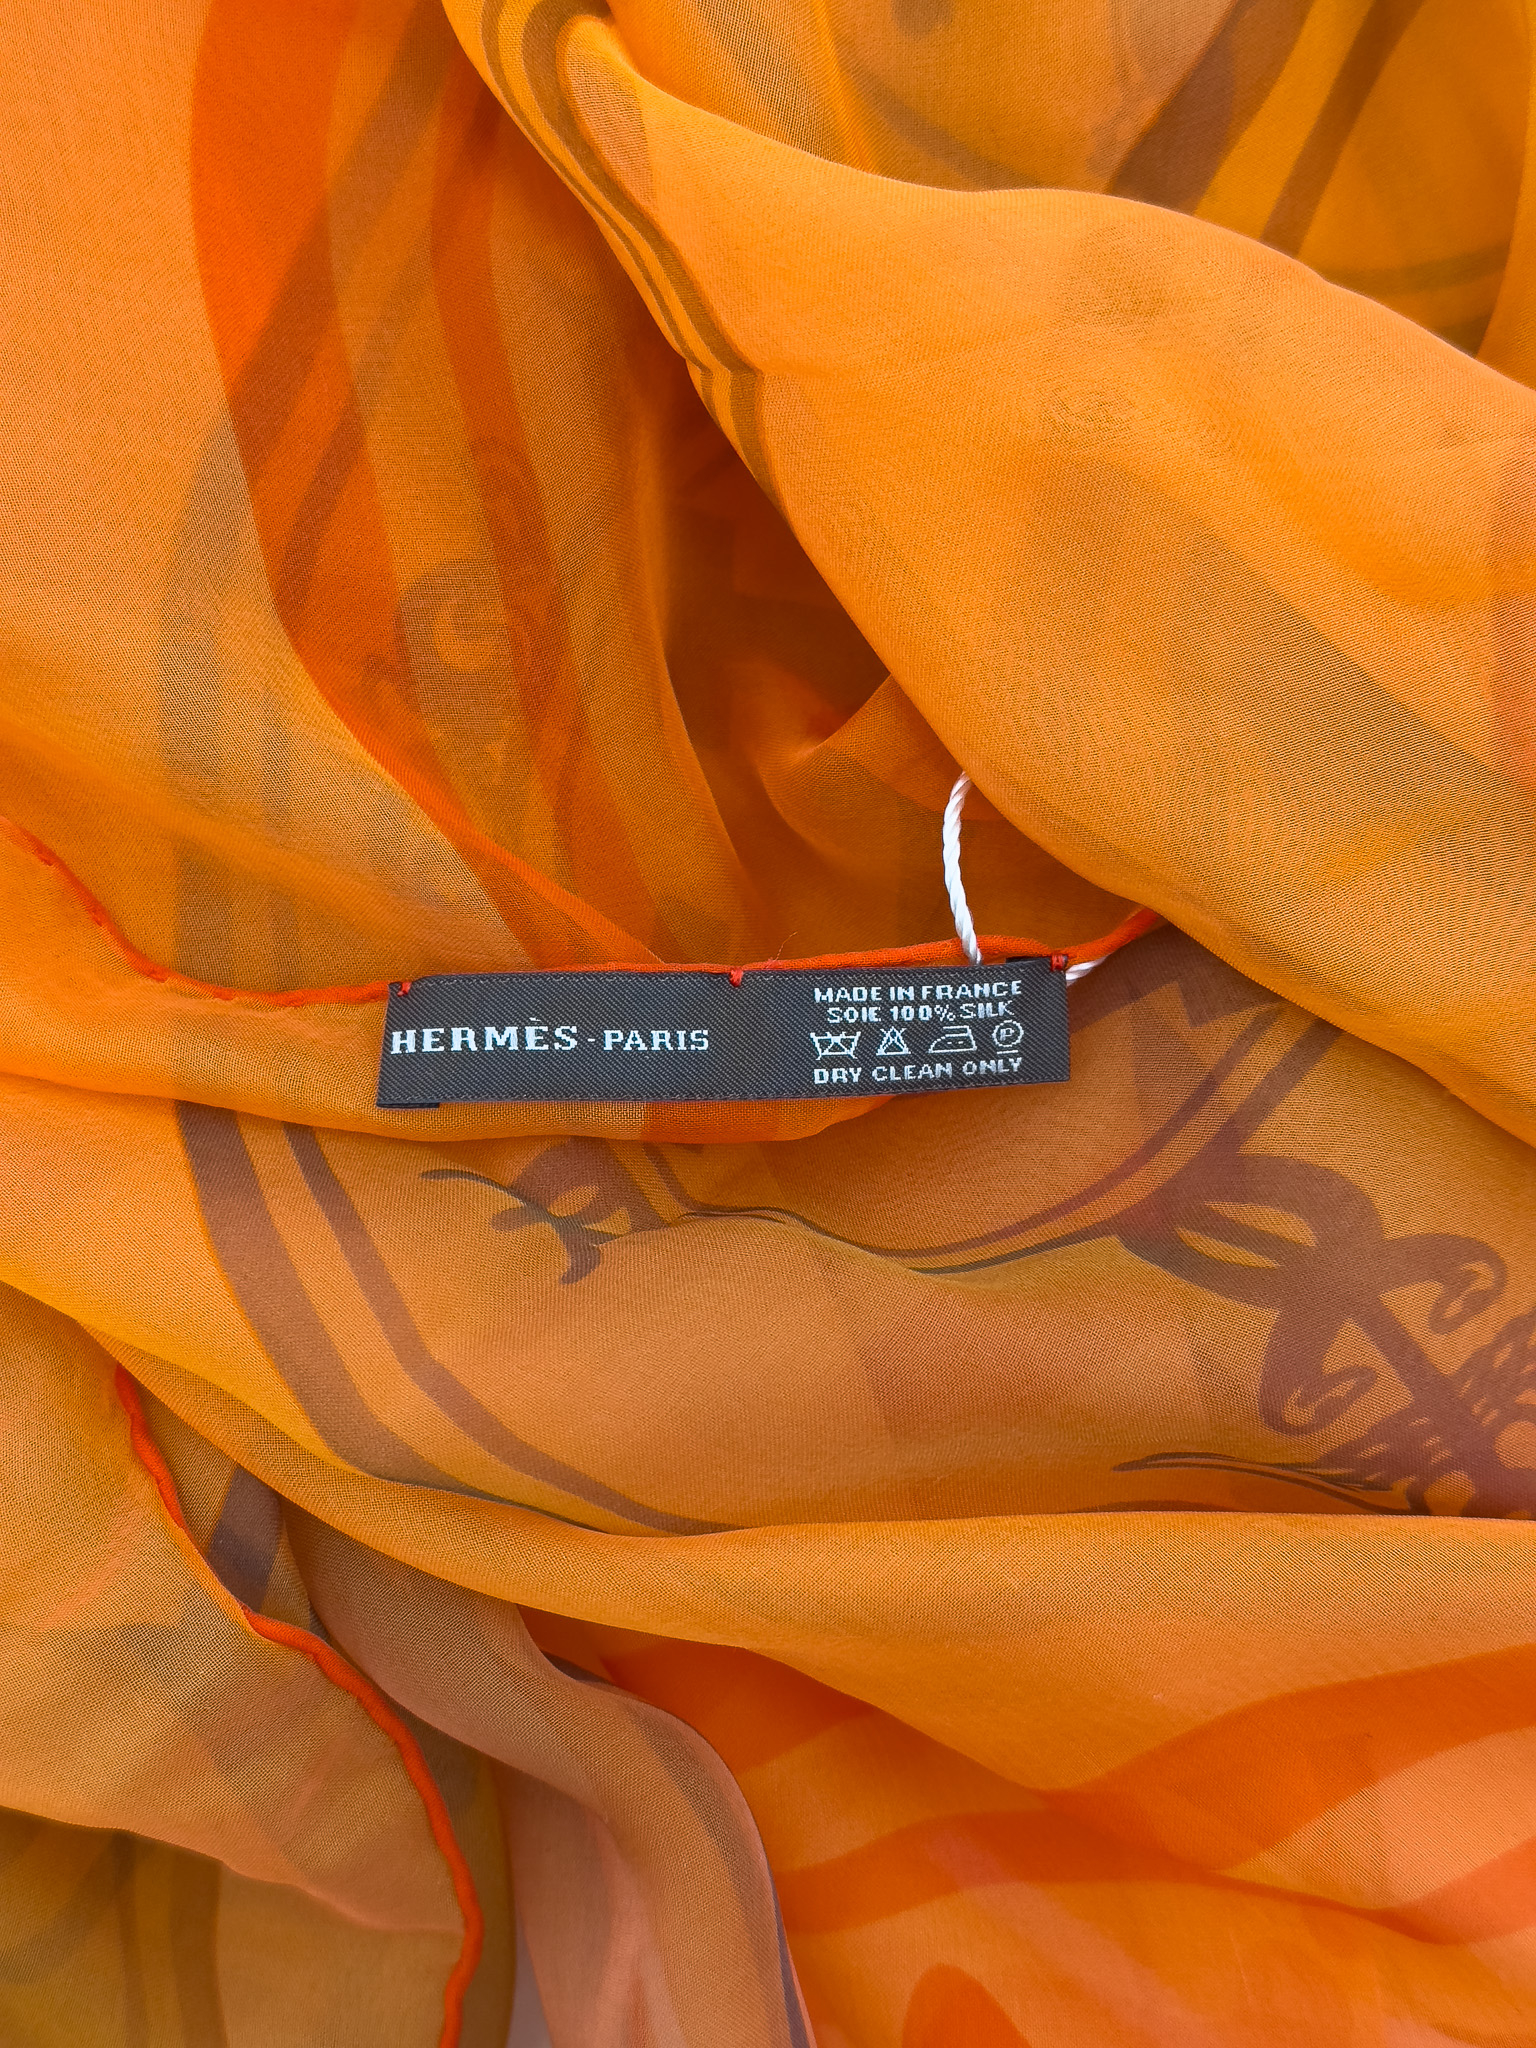 HERMÈS - PARIS
MADE IN FRANCE
SOIE 100% SILK
P
DRY CLEAN ONLY